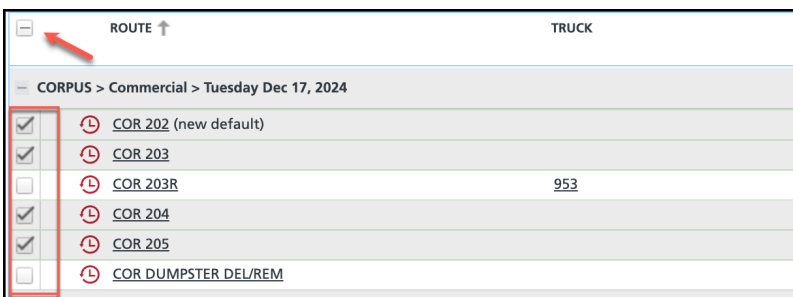 ROUTE TRUCK
CORPUS > Commercial > Tuesday Dec 17, 2024
COR 202 (new default)
COR 203
COR 203R 953
COR 204
COR 205
COR DUMPSTER DEL/REM